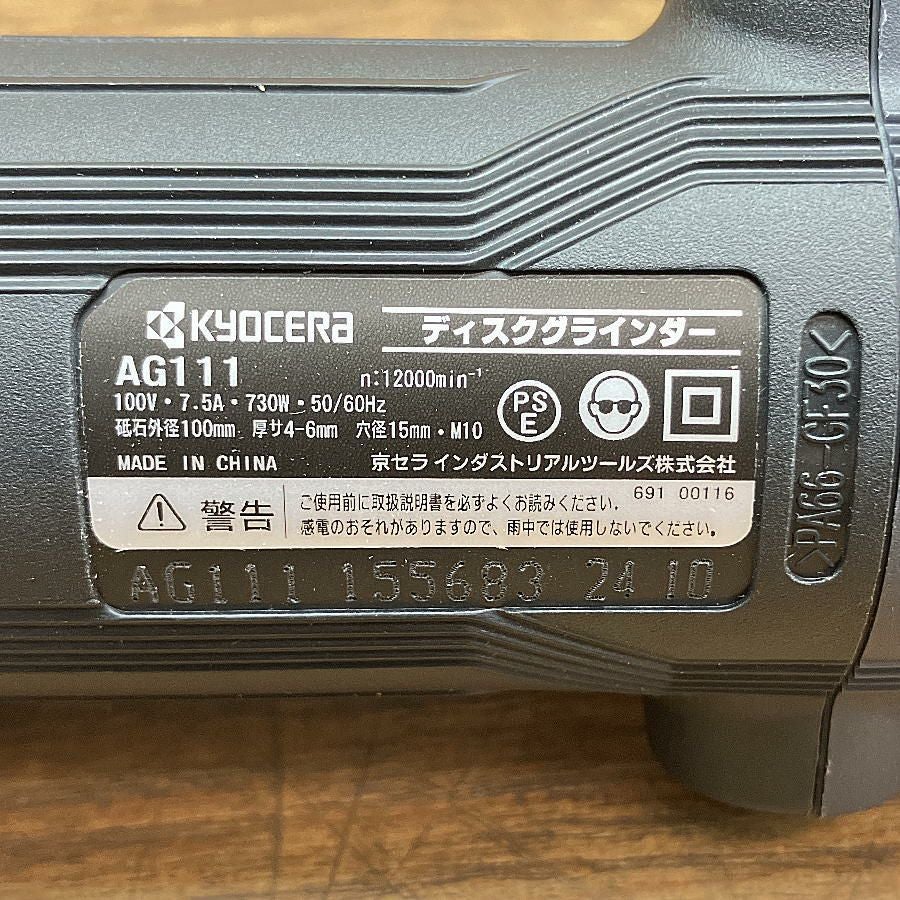 KYOCERA ディスクグラインダー
AG111 n:12000min⁻¹
100V・7.5A・730W・50/60Hz
PSE
砥石外径100mm 厚サ4-6mm 穴径15mm・M10
MADE IN CHINA 京セラ インダストリアルツールズ株式会社
警告
ご使用前に取扱説明書を必ずよくお読みください。 691 00116
感電のおそれがありますので、雨中では使用しないでください。
AG111 155683 24 10
>PA66-GF30<